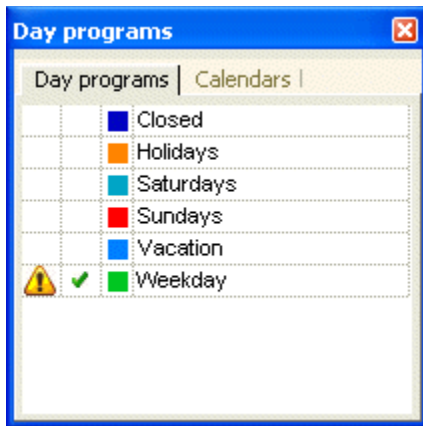 Day programs
Day programs Calendars
Closed
Holidays
Saturdays
Sundays
Vacation
Weekday